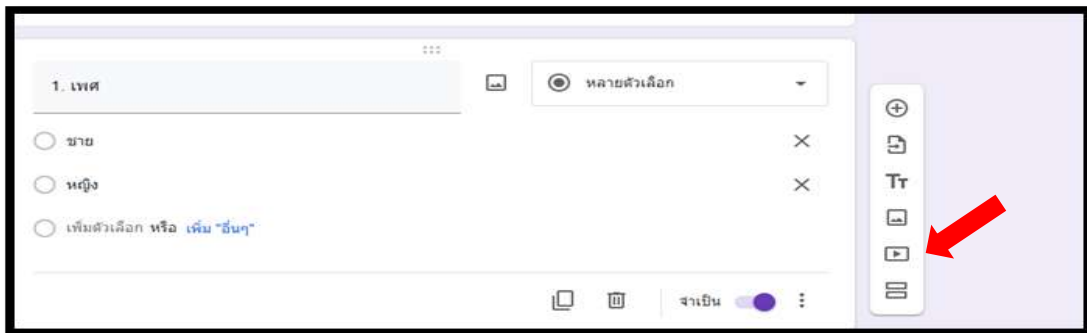 1. เพศ
หลายตัวเลือก
ชาย
หญิง
เพิ่มตัวเลือก หรือ เพิ่ม "อื่นๆ"
จำเป็น
Tт